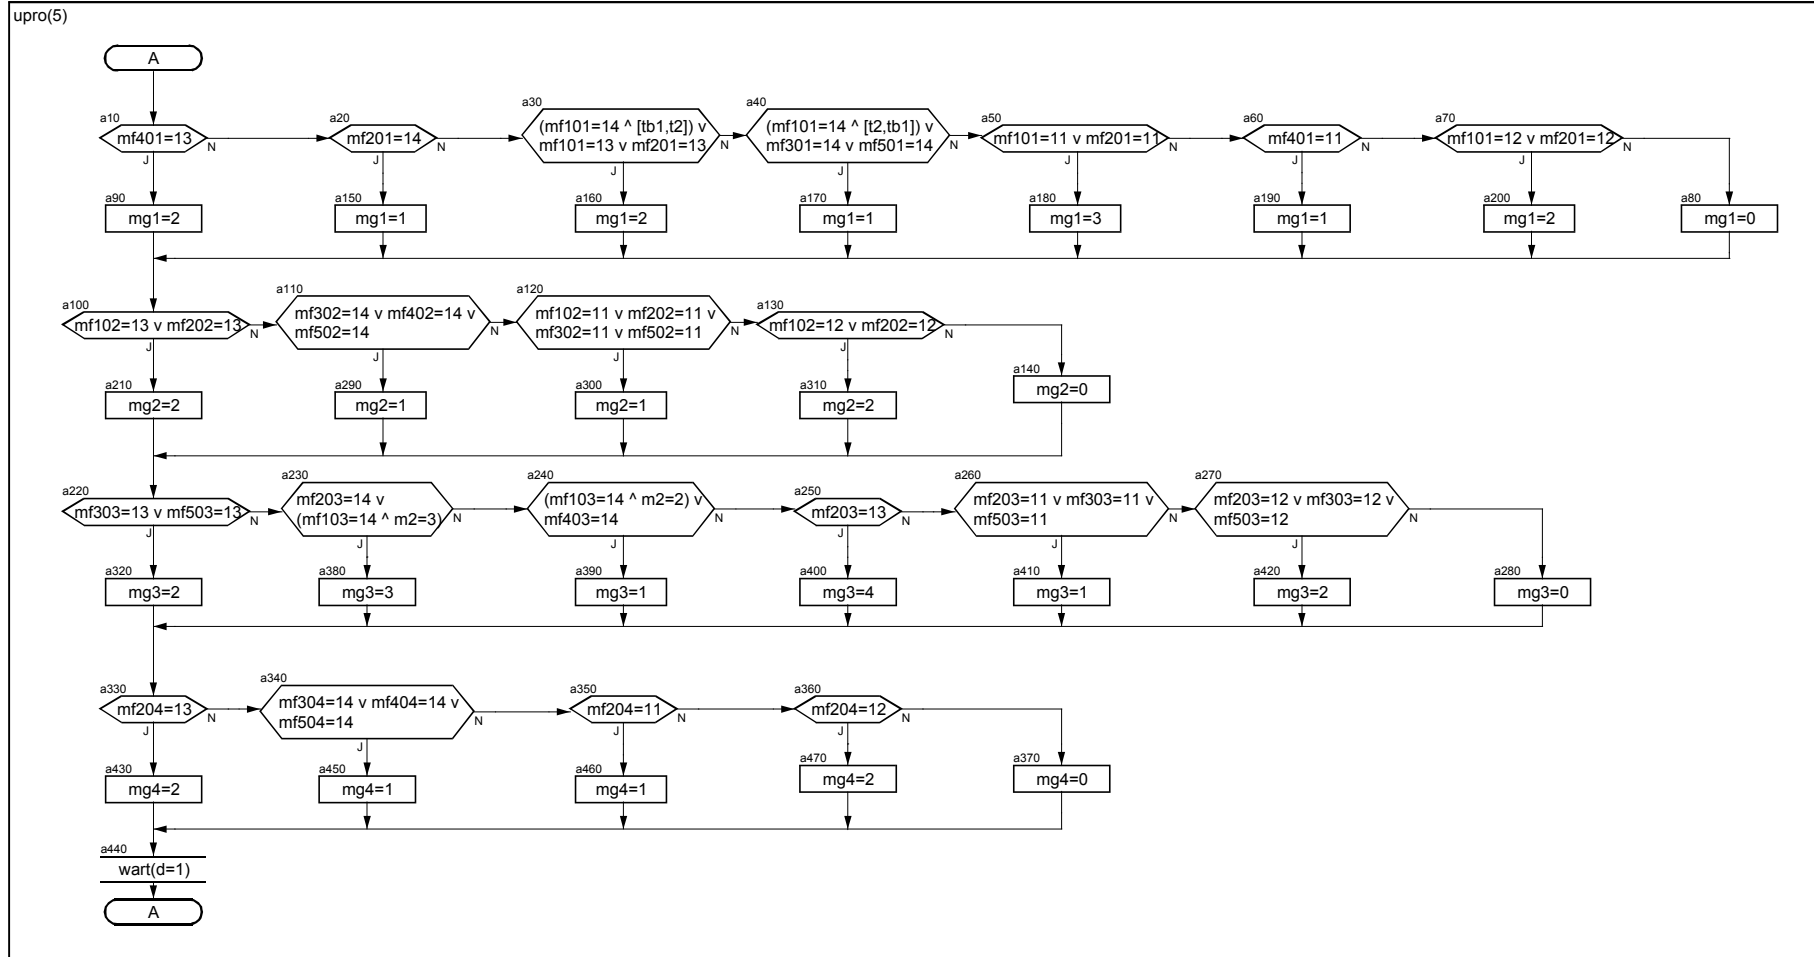 upro(5)
A
a10
mf401=13
J
N
a20
mf201=14
J
N
a30
(mf101=14 ^ [tb1,t2]) v
mf101=13 v mf201=13
J
N
a40
(mf101=14 ^ [t2,tb1]) v
mf301=14 v mf501=14
J
N
a50
mf101=11 v mf201=11
J
N
a60
mf401=11
J
N
a70
mf101=12 v mf201=12
J
N
a90
mg1=2
a150
mg1=1
a160
mg1=2
a170
mg1=1
a180
mg1=3
a190
mg1=1
a200
mg1=2
a80
mg1=0
a100
mf102=13 v mf202=13
J
N
a110
mf302=14 v mf402=14 v
mf502=14
J
N
a120
mf102=11 v mf202=11 v
mf302=11 v mf502=11
J
N
a130
mf102=12 v mf202=12
J
N
a210
mg2=2
a290
mg2=1
a300
mg2=1
a310
mg2=2
a140
mg2=0
a220
mf303=13 v mf503=13
J
N
a230
mf203=14 v
(mf103=14 ^ m2=3)
J
N
a240
(mf103=14 ^ m2=2) v
mf403=14
J
N
a250
mf203=13
J
N
a260
mf203=11 v mf303=11 v
mf503=11
J
N
a270
mf203=12 v mf303=12 v
mf503=12
J
N
a320
mg3=2
a380
mg3=3
a390
mg3=1
a400
mg3=4
a410
mg3=1
a420
mg3=2
a280
mg3=0
a330
mf204=13
J
N
a340
mf304=14 v mf404=14 v
mf504=14
J
N
a350
mf204=11
J
N
a360
mf204=12
J
N
a430
mg4=2
a450
mg4=1
a460
mg4=1
a470
mg4=2
a370
mg4=0
a440
wart(d=1)
A